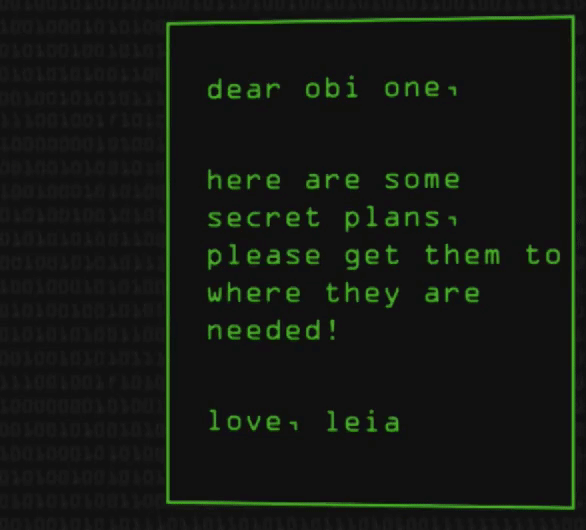 dear obi one,
here are some
secret plans,
please get them to
where they are
needed!
love, leia